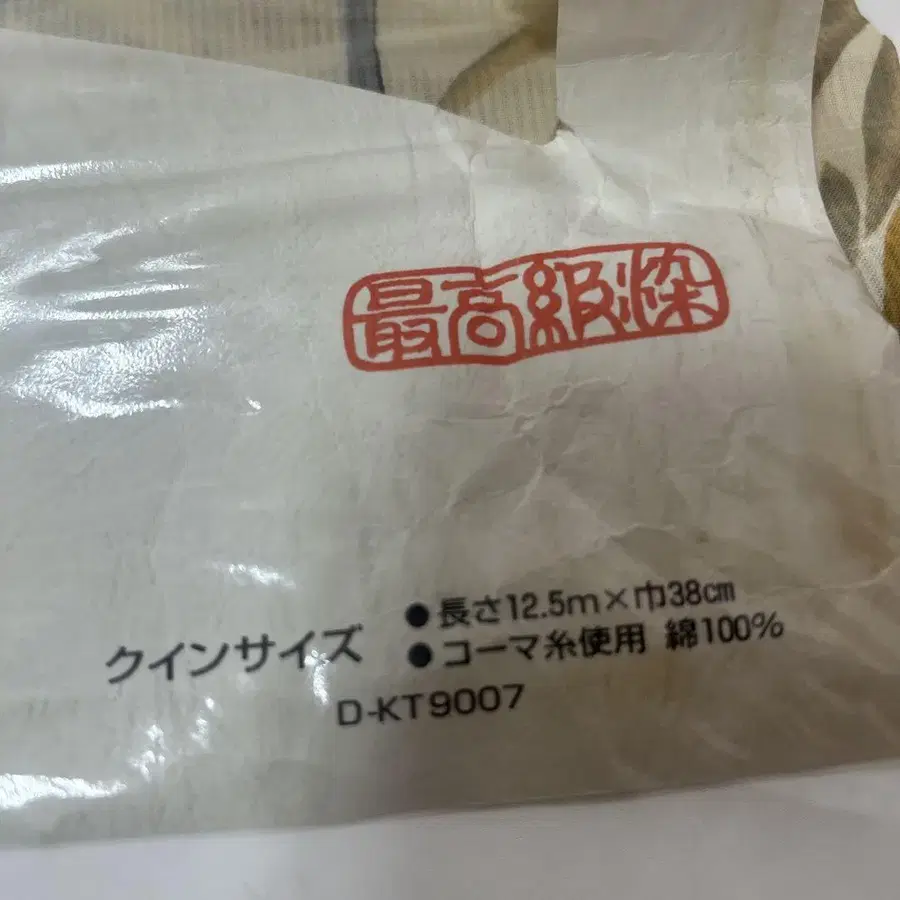 最高級染
クインサイズ
●長さ12.5m×巾38cm
●コーマ糸使用 綿100%
D-KT9007